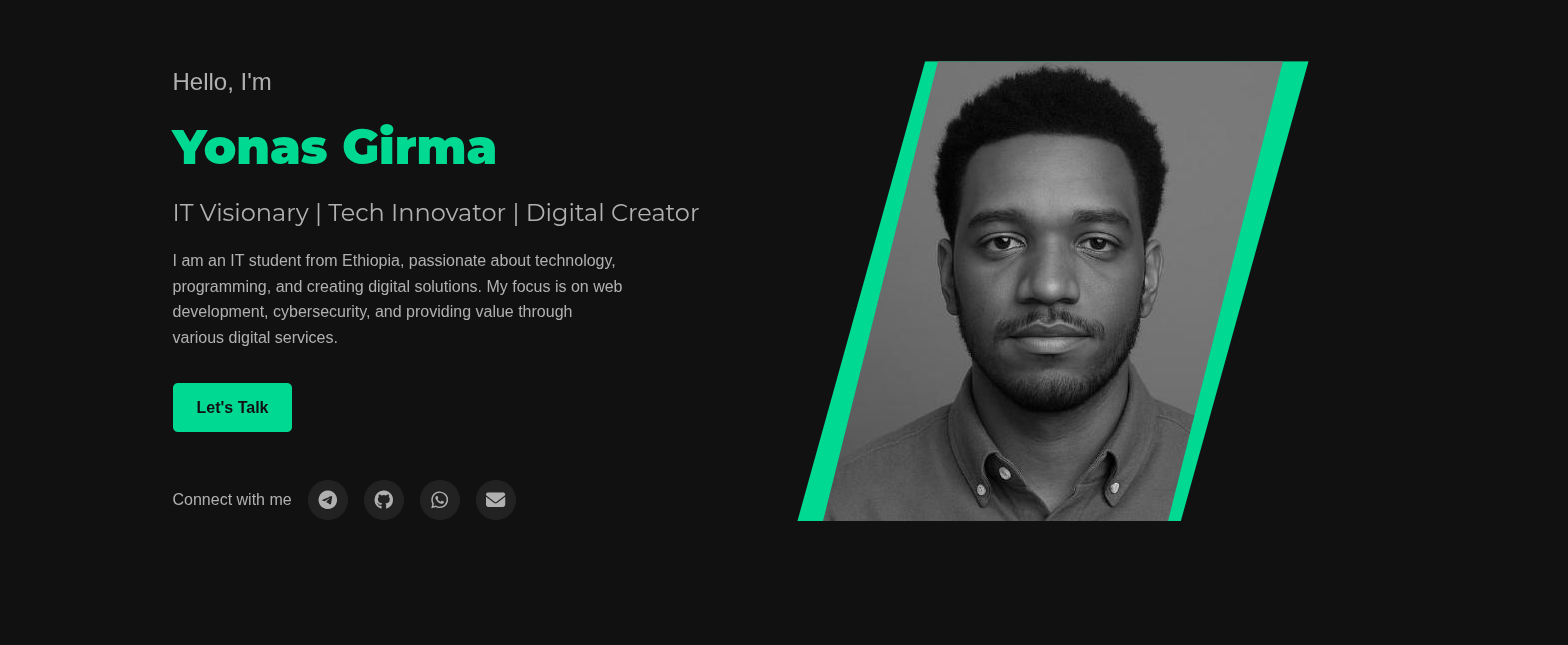 Hello, I'm
Yonas Girma
IT Visionary | Tech Innovator | Digital Creator
I am an IT student from Ethiopia, passionate about technology,
programming, and creating digital solutions. My focus is on web
development, cybersecurity, and providing value through
various digital services.
Let's Talk
Connect with me